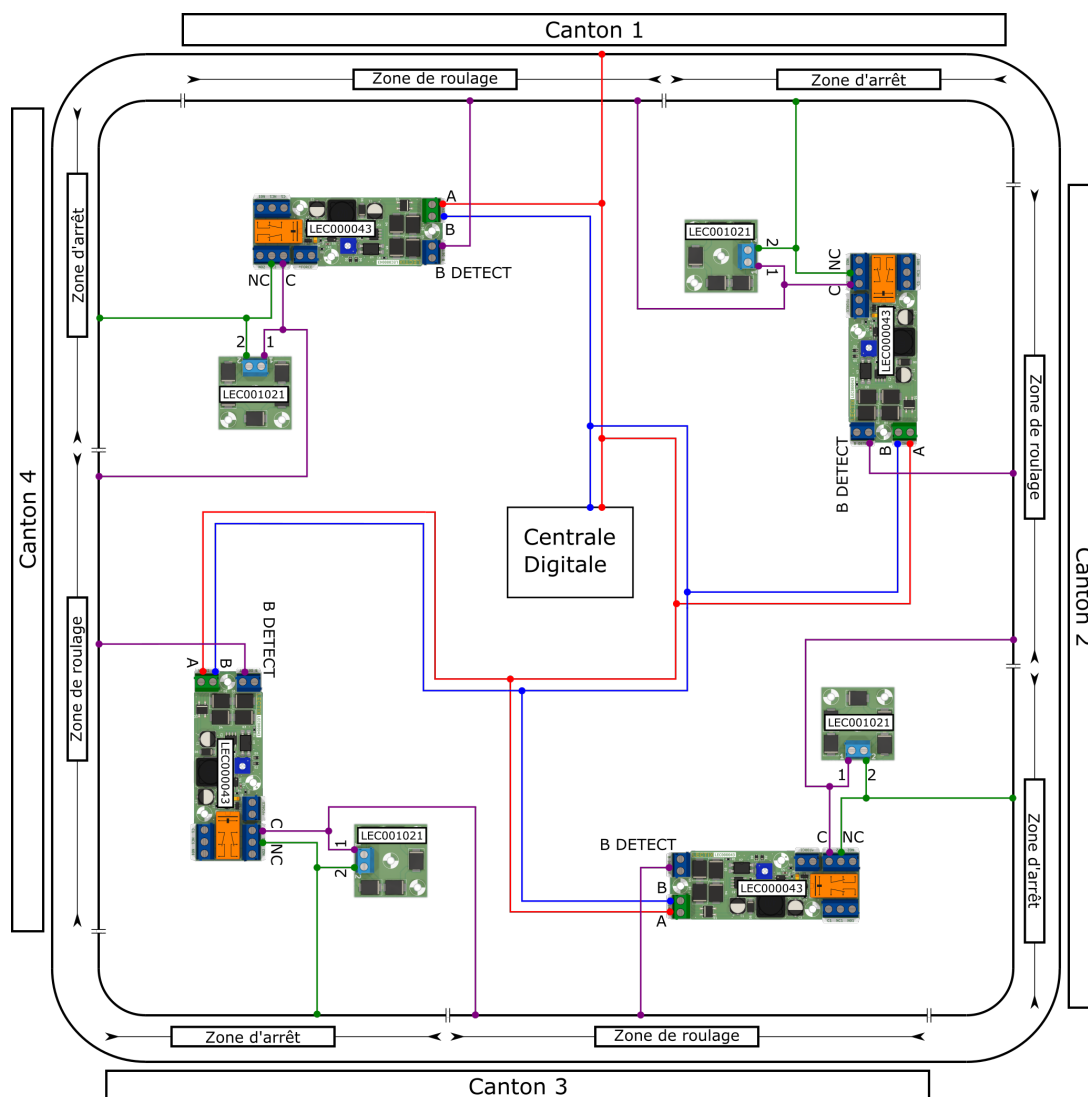 Canton 1
Zone de roulage
Zone d'arrêt
Canton 4
Zone d'arrêt
Zone de roulage
Canton 2
Zone de roulage
Zone d'arrêt
LEC000043
A
B
B DETECT
NC
C
2
1
LEC001021
LEC001021
2
1
NC
C
LEC000043
B DETECT
B
A
Centrale
Digitale
A
B
B DETECT
LEC000043
C
NC
1
2
LEC001021
LEC001021
1
2
C
NC
B DETECT
B
A
LEC000043
Zone d'arrêt
Zone de roulage
Canton 3